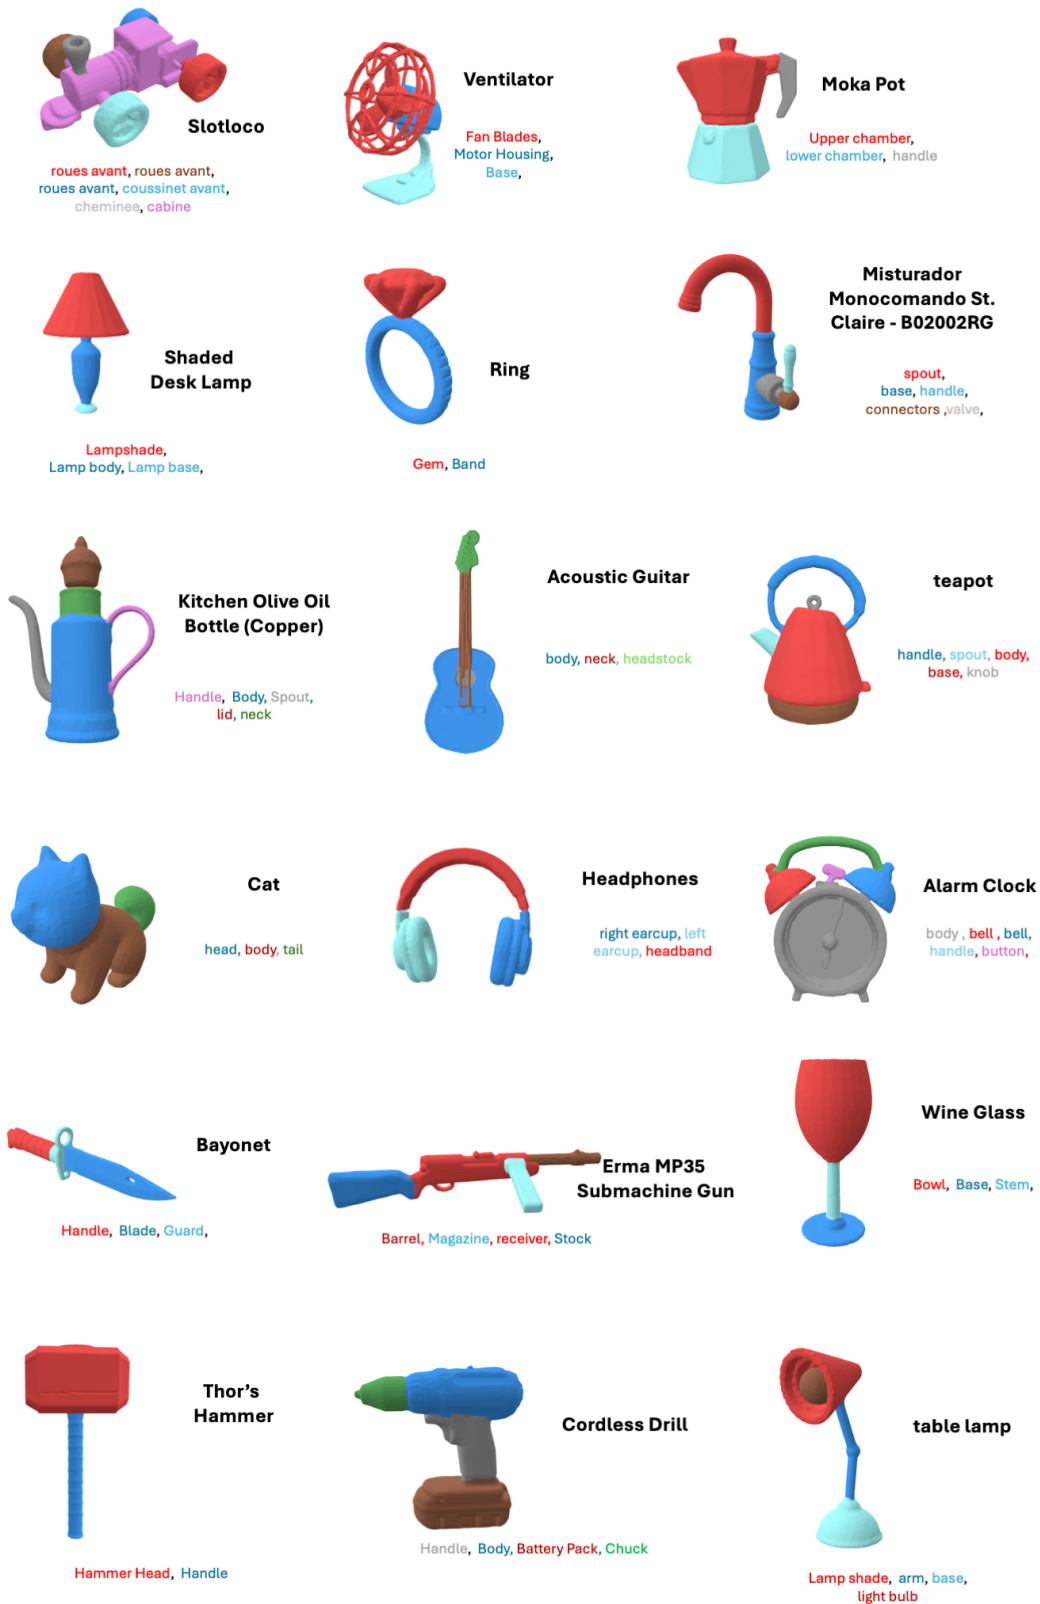 Slotloco
roues avant, roues avant,
roues avant, coussinet avant,
cheminee, cabine
Ventilator
Fan Blades,
Motor Housing,
Base,
Moka Pot
Upper chamber,
lower chamber, handle
Shaded
Desk Lamp
Lampshade,
Lamp body, Lamp base,
Ring
Gem, Band
Misturador
Monocomando St.
Claire - B02002RG
spout,
base, handle,
connectors ,valve,
Kitchen Olive Oil
Bottle (Copper)
Handle, Body, Spout,
lid, neck
Acoustic Guitar
body, neck, headstock
teapot
handle, spout, body,
base, knob
Cat
head, body, tail
Headphones
right earcup, left
earcup, headband
Alarm Clock
body , bell , bell,
handle, button,
Bayonet
Handle, Blade, Guard,
Erma MP35
Submachine Gun
Barrel, Magazine, receiver, Stock
Wine Glass
Bowl, Base, Stem,
Thor's
Hammer
Hammer Head, Handle
Cordless Drill
Handle, Body, Battery Pack, Chuck
table lamp
Lamp shade, arm, base,
light bulb